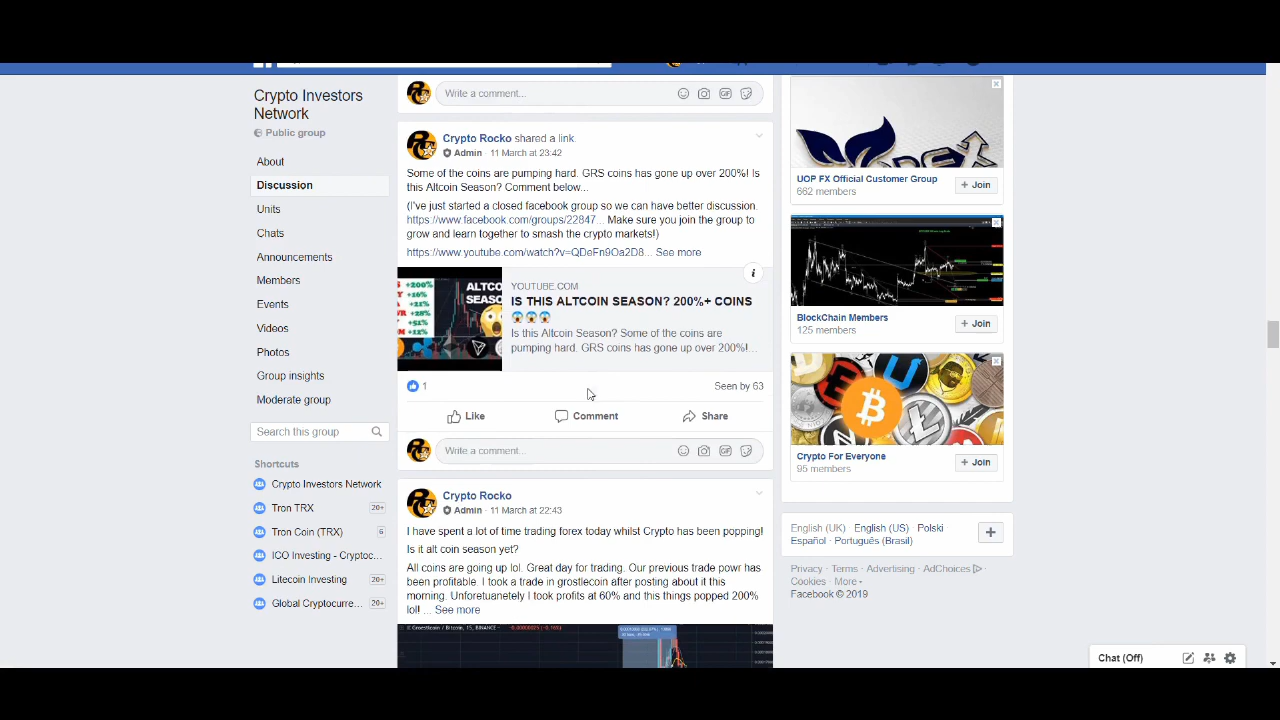 Crypto Investors
Network
Public group
About
Discussion
Units
Chats
Announcements
Members
Events
Videos
Photos
Group insights
Moderate group
Search this group
Shortcuts
Crypto Investors Network
Tron TRX 20+
Tron Coin (TRX) 6
ICO Investing - Cryptoc...
Litecoin Investing 20+
Global Cryptocurre... 20+
Write a comment...
Crypto Rocko shared a link.
Admin · 11 March at 23:42
Some of the coins are pumping hard. GRS coins has gone up over 200%! Is
this Altcoin Season? Comment below...
(I've just started a closed facebook group so we can have better discussion.
https://www.facebook.com/groups/22847... Make sure you join the group to
grow and learn together to smash the crypto markets!)
https://www.youtube.com/watch?v=QDeFn9Oa2D8... See more
+200%
+16%
+21%
+28%
+51%
+12%
ALTCO
SEASO
YOUTUBE.COM
IS THIS ALTCOIN SEASON? 200%+ COINS
Is this Altcoin Season? Some of the coins are
pumping hard. GRS coins has gone up over 200%!...
1 Seen by 63
Like Comment Share
Write a comment...
Crypto Rocko
Admin · 11 March at 22:43
I have spent a lot of time trading forex today whilst Crypto has been popping!
Is it alt coin season yet?
All coins are going up lol. Great day for trading. Our previous trade powr has
been profitable. I took a trade in grostlecoin after posting about it this
morning. Unforetuanetely I took profits at 60% and this things popped 200%
lol! ... See more
Groestlcoin / Bitcoin, 15, BINANCE
UOP FX Official Customer Group
662 members
+ Join
BlockChain Members
125 members
+ Join
Crypto For Everyone
95 members
+ Join
English (UK) · English (US) · Polski ·
Español · Português (Brasil)
Privacy · Terms · Advertising · AdChoices ·
Cookies · More
Facebook © 2019
Chat (Off)